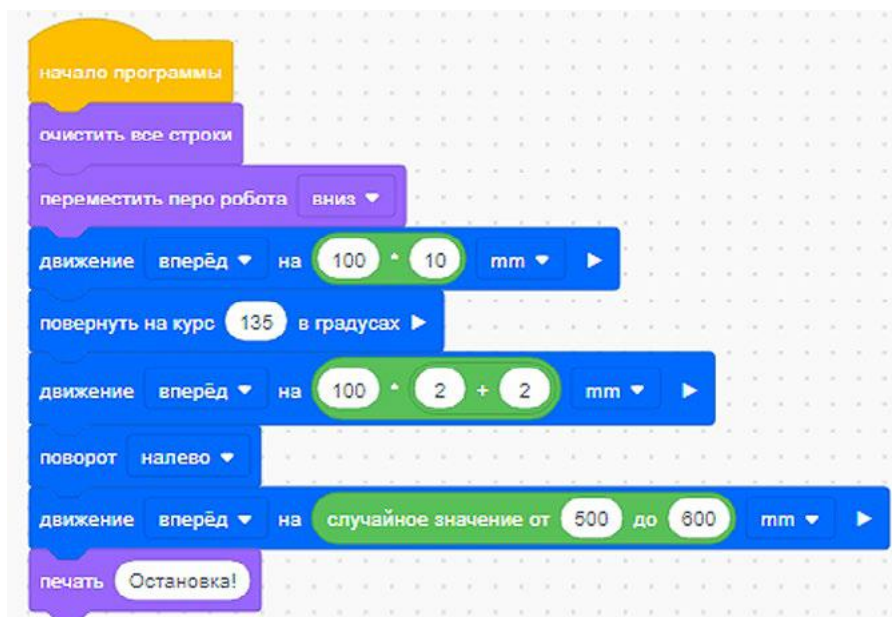 начало программы
очистить все строки
переместить перо робота вниз
движение вперёд на 100 * 10 mm
повернуть на курс 135 в градусах
движение вперёд на 100 * 2 + 2 mm
поворот налево
движение вперёд на случайное значение от 500 до 600 mm
печать Остановка!